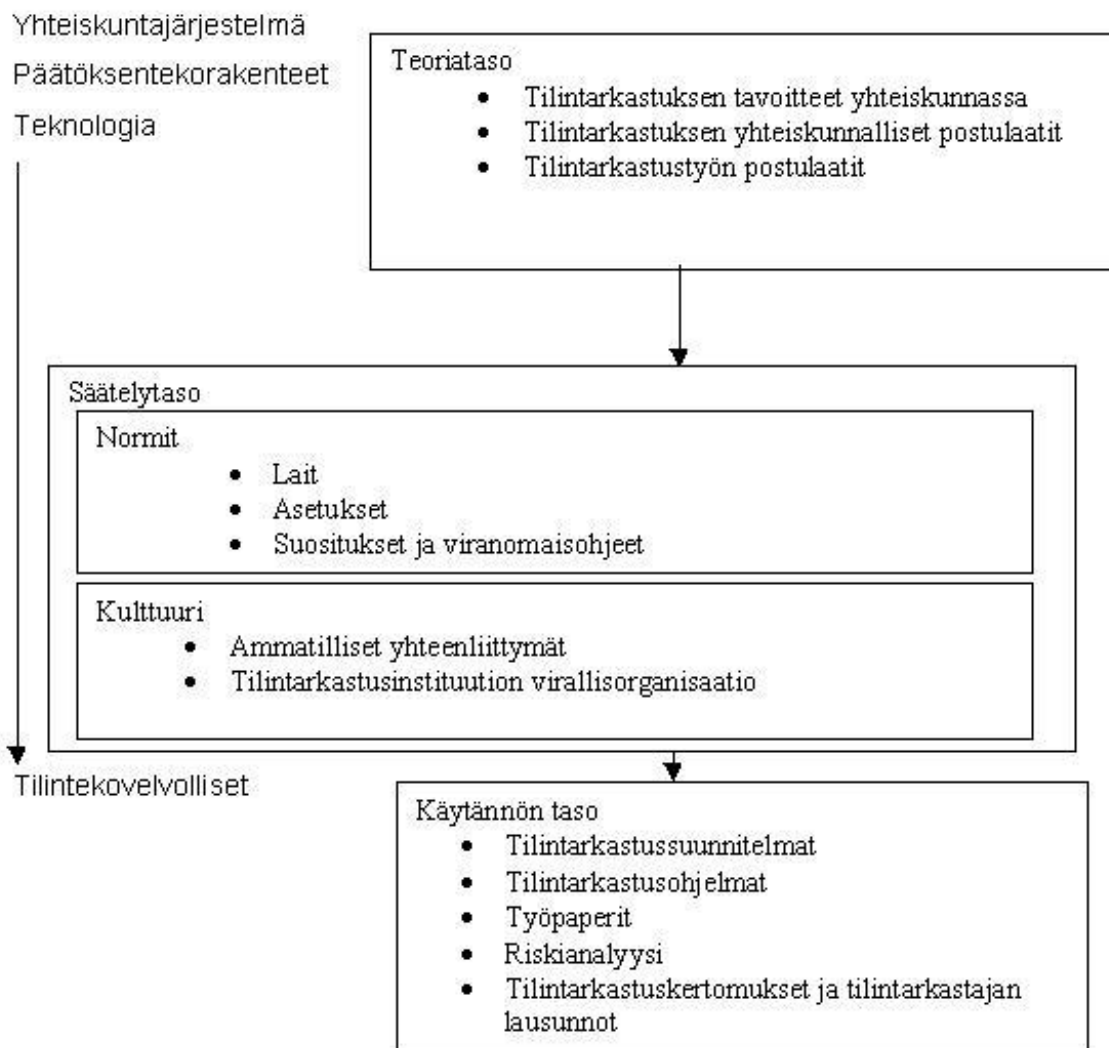 Yhteiskuntajärjestelmä
Päätöksentekorakenteet
Teknologia
Teoriataso
• Tilintarkastuksen tavoitteet yhteiskunnassa
• Tilintarkastuksen yhteiskunnalliset postulaatit
• Tilintarkastustyön postulaatit
Säätelytaso
Normit
• Lait
• Asetukset
• Suositukset ja viranomaisohjeet
Kulttuuri
• Ammatilliset yhteenliittymät
• Tilintarkastusinstituution virallisorganisaatio
Tilintekovelvolliset
Käytännön taso
• Tilintarkastussuunnitelmat
• Tilintarkastusohjelmat
• Työpaperit
• Riskianalyysi
• Tilintarkastuskertomukset ja tilintarkastajan
lausunnot